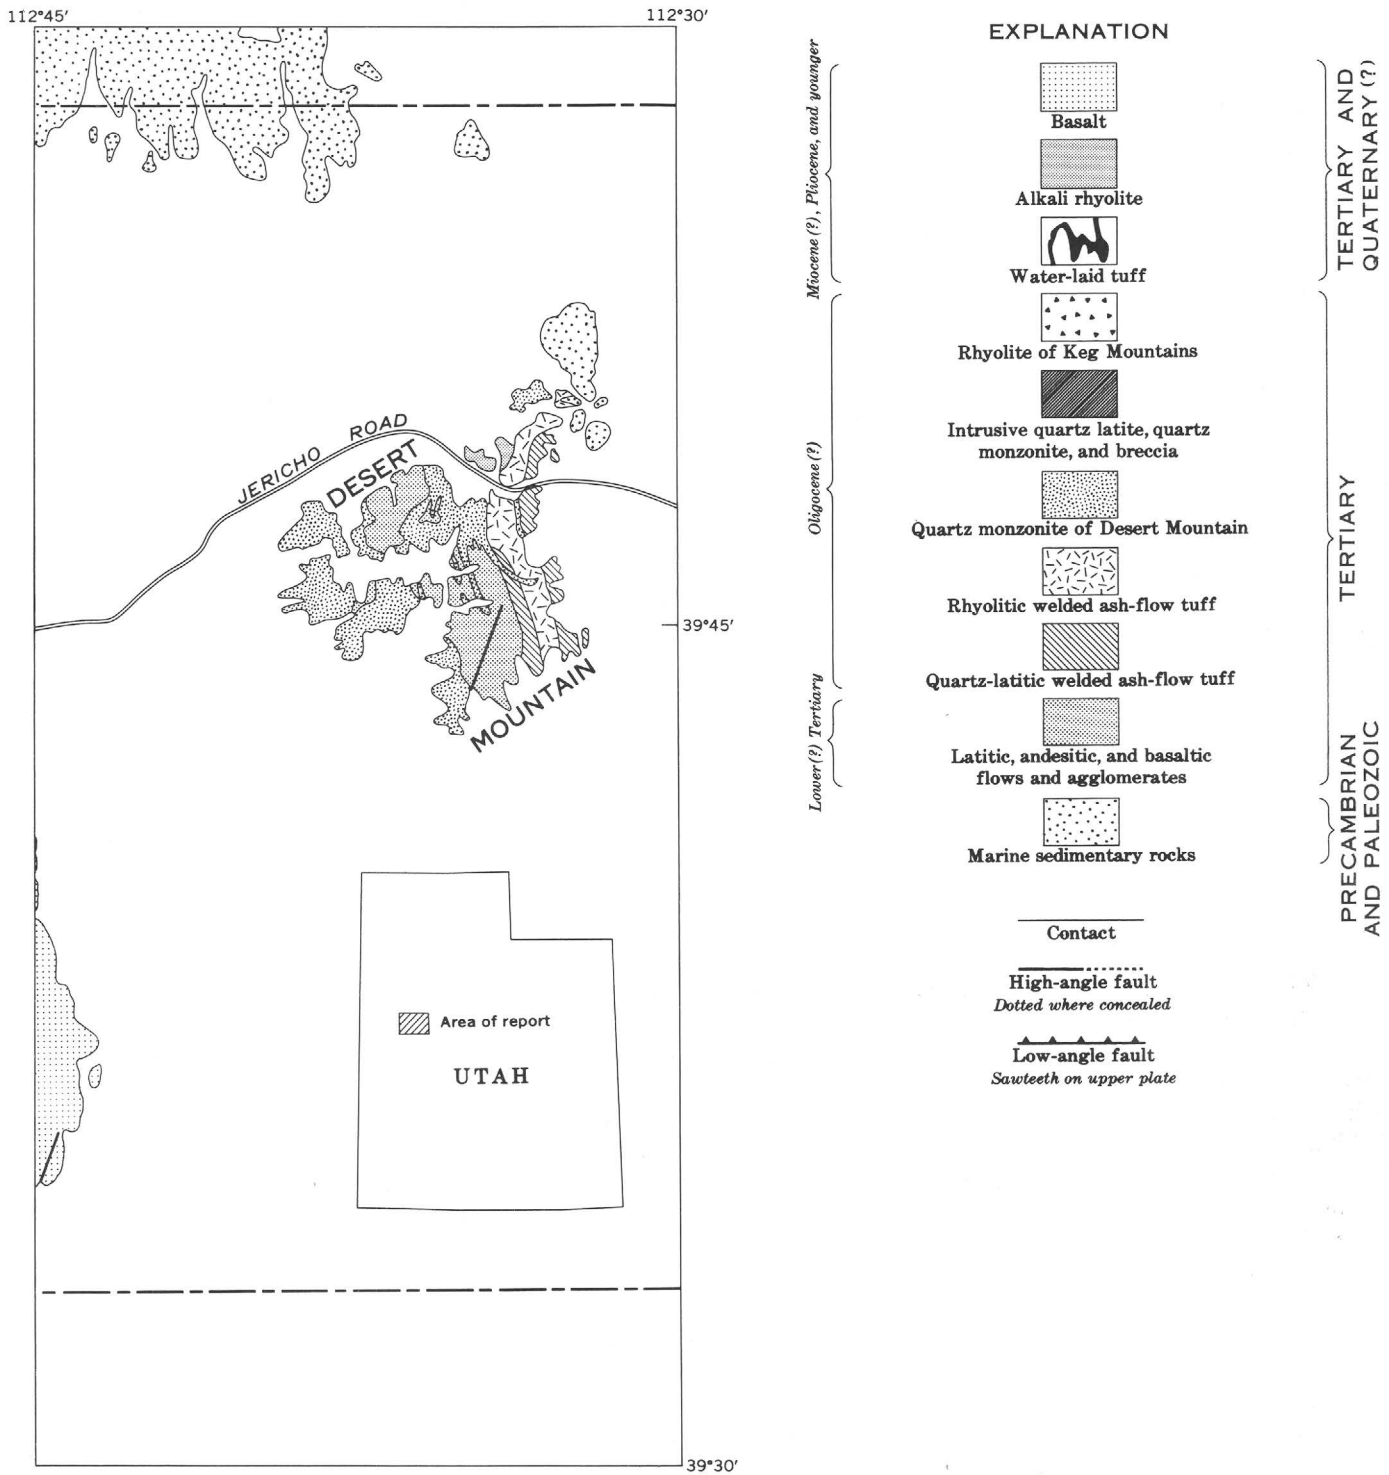 112°45′
112°30′
JERICHO ROAD
DESERT
MOUNTAIN
39°45′
Area of report
UTAH
39°30′
EXPLANATION
Basalt
Alkali rhyolite
Water-laid tuff
Rhyolite of Keg Mountains
Intrusive quartz latite, quartz
monzonite, and breccia
Quartz monzonite of Desert Mountain
Rhyolitic welded ash-flow tuff
Quartz-latitic welded ash-flow tuff
Latitic, andesitic, and basaltic
flows and agglomerates
Marine sedimentary rocks
Contact
High-angle fault
Dotted where concealed
Low-angle fault
Sawteeth on upper plate
Miocene (?), Pliocene, and younger
Oligocene (?)
Lower (?) Tertiary
TERTIARY AND
QUATERNARY (?)
TERTIARY
PRECAMBRIAN
AND PALEOZOIC